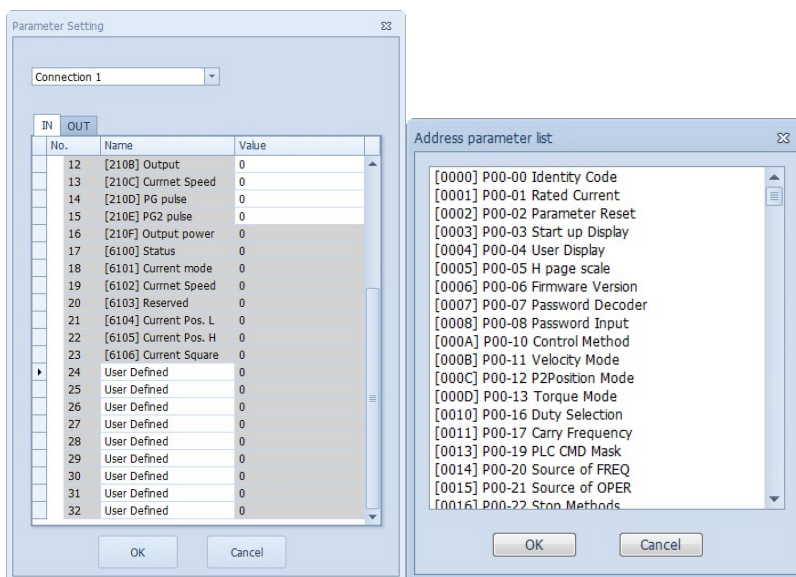 Parameter Setting
Connection 1
IN OUT
No. Name Value
12 [210B] Output 0
13 [210C] Currnet Speed 0
14 [210D] PG pulse 0
15 [210E] PG2 pulse 0
16 [210F] Output power 0
17 [6100] Status 0
18 [6101] Current mode 0
19 [6102] Currnet Speed 0
20 [6103] Reserved 0
21 [6104] Current Pos. L 0
22 [6105] Current Pos. H 0
23 [6106] Current Square 0
24 User Defined 0
25 User Defined 0
26 User Defined 0
27 User Defined 0
28 User Defined 0
29 User Defined 0
30 User Defined 0
31 User Defined 0
32 User Defined 0
OK Cancel
Address parameter list
[0000] P00-00 Identity Code
[0001] P00-01 Rated Current
[0002] P00-02 Parameter Reset
[0003] P00-03 Start up Display
[0004] P00-04 User Display
[0005] P00-05 H page scale
[0006] P00-06 Firmware Version
[0007] P00-07 Password Decoder
[0008] P00-08 Password Input
[000A] P00-10 Control Method
[000B] P00-11 Velocity Mode
[000C] P00-12 P2Position Mode
[000D] P00-13 Torque Mode
[0010] P00-16 Duty Selection
[0011] P00-17 Carry Frequency
[0013] P00-19 PLC CMD Mask
[0014] P00-20 Source of FREQ
[0015] P00-21 Source of OPER
[0016] P00-22 Stop Methods
OK Cancel